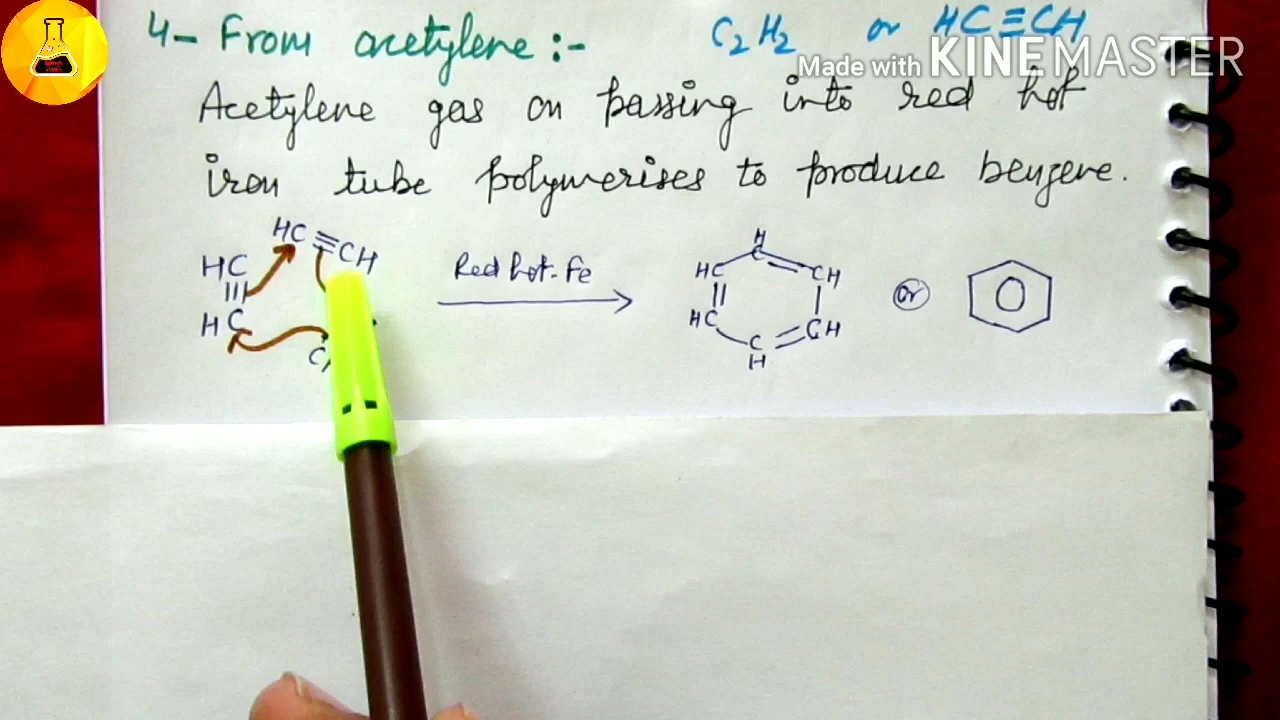 4- From acetylene :-
C2H2 or HC≡CH
Made with KINEMASTER
Acetylene gas on passing into red hot
iron tube polymerises to produce benzene.
HC≡CH
HC
|||
HC
Red hot-Fe
H
C
HC
CH
HC
CH
C
H
or